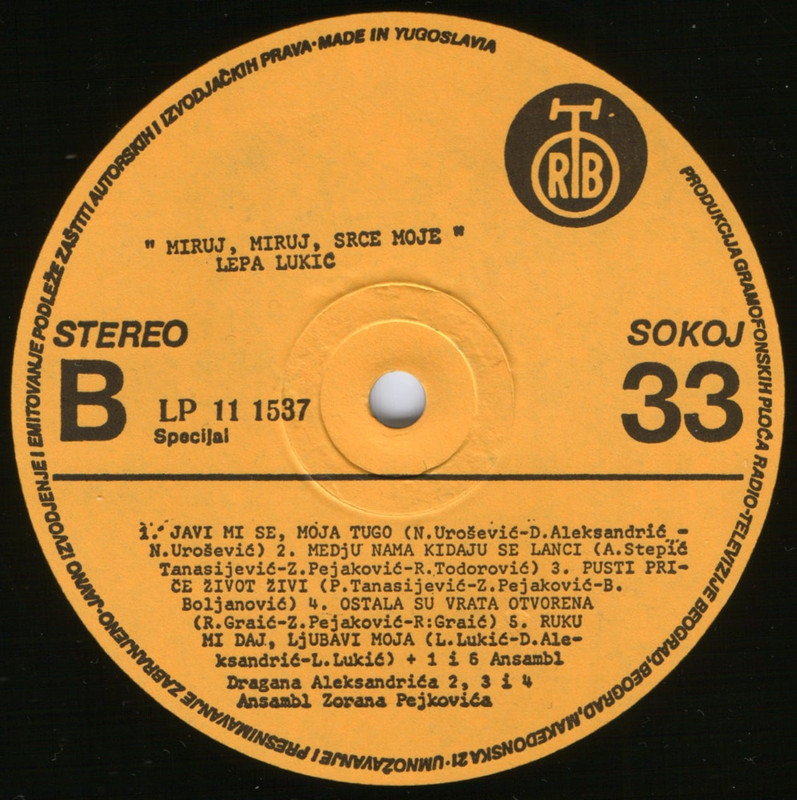 PRODUKCIJA GRAMOFONSKIH PLOČA RADIO-TELEVIZIJE BEOGRAD, BEOGRAD, MAKEDONSKA 21 · UMNOŽAVANJE I PRESNIMAVANJE ZABRANJENO · JAVNO IZVODJENJE I EMITOVANJE PODLEŽE ZAŠTITI AUTORSKIH I IZVODJAČKIH PRAVA · MADE IN YUGOSLAVIA
RTB
" MIRUJ, MIRUJ, SRCE MOJE "
LEPA LUKIĆ
STEREO
SOKOJ
B
33
LP 11 1537
Specijal
1. JAVI MI SE, MOJA TUGO (N.Urošević-D.Aleksandrić -
N.Urošević) 2. MEDjU NAMA KIDAJU SE LANCI (A.Stepić
Tanasijević-Z.Pejaković-R.Todorović) 3. PUSTI PRI-
ČE ŽIVOT ŽIVI (P.Tanasijević-Z.Pejaković-B.
Boljanović) 4. OSTALA SU VRATA OTVORENA
(R.Graić-Z.Pejaković-R:Graić) 5. RUKU
MI DAJ, LjUBAVI MOJA (L.Lukić-D.Ale-
ksandrić-L.Lukić) + 1 i 6 Ansambl
Dragana Aleksandrića 2, 3 i 4
Ansambl Zorana Pejkovića